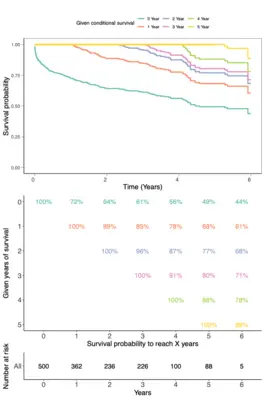 Given conditional survival
0 Year 2 Year 4 Year
1 Year 3 Year 5 Year
Survival probability
1.00
0.75
0.50
0.25
0.00
0 2 4 6
Time (Years)
Given years of survival
0 100% 72% 64% 61% 56% 49% 44%
1 100% 89% 85% 78% 68% 61%
2 100% 96% 87% 77% 68%
3 100% 91% 80% 71%
4 100% 88% 78%
5 100% 89%
0 1 2 3 4 5 6
Survival probability to reach X years
Number at risk
All 500 362 236 226 100 88 5
0 1 2 3 4 5 6
Years